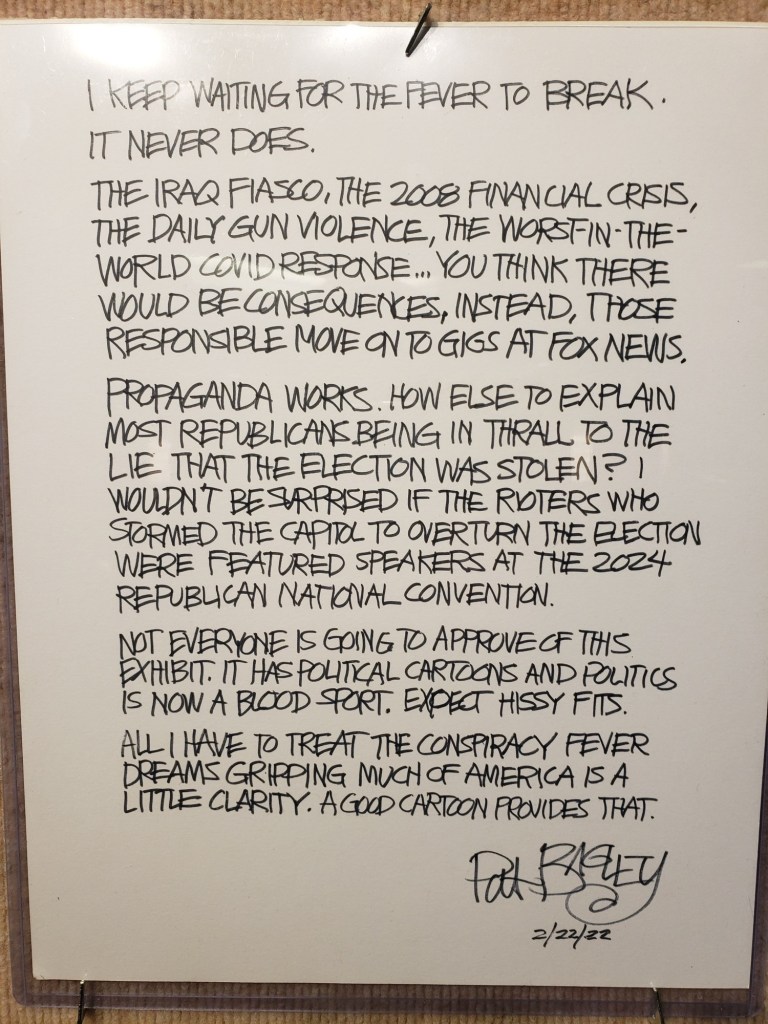 I KEEP WAITING FOR THE FEVER TO BREAK.
IT NEVER DOES.
THE IRAQ FIASCO, THE 2008 FINANCIAL CRISIS,
THE DAILY GUN VIOLENCE, THE WORST-IN-THE-
WORLD COVID RESPONSE... YOU THINK THERE
WOULD BE CONSEQUENCES, INSTEAD, THOSE
RESPONSIBLE MOVE ON TO GIGS AT FOX NEWS.
PROPAGANDA WORKS. HOW ELSE TO EXPLAIN
MOST REPUBLICANS BEING IN THRALL TO THE
LIE THAT THE ELECTION WAS STOLEN? I
WOULDN'T BE SURPRISED IF THE RIOTERS WHO
STORMED THE CAPITOL TO OVERTURN THE ELECTION
WERE FEATURED SPEAKERS AT THE 2024
REPUBLICAN NATIONAL CONVENTION.
NOT EVERYONE IS GOING TO APPROVE OF THIS
EXHIBIT. IT HAS POLITICAL CARTOONS AND POLITICS
IS NOW A BLOOD SPORT. EXPECT HISSY FITS.
ALL I HAVE TO TREAT THE CONSPIRACY FEVER
DREAMS GRIPPING MUCH OF AMERICA IS A
LITTLE CLARITY. A GOOD CARTOON PROVIDES THAT.
Pat BAGLEY
2/22/22